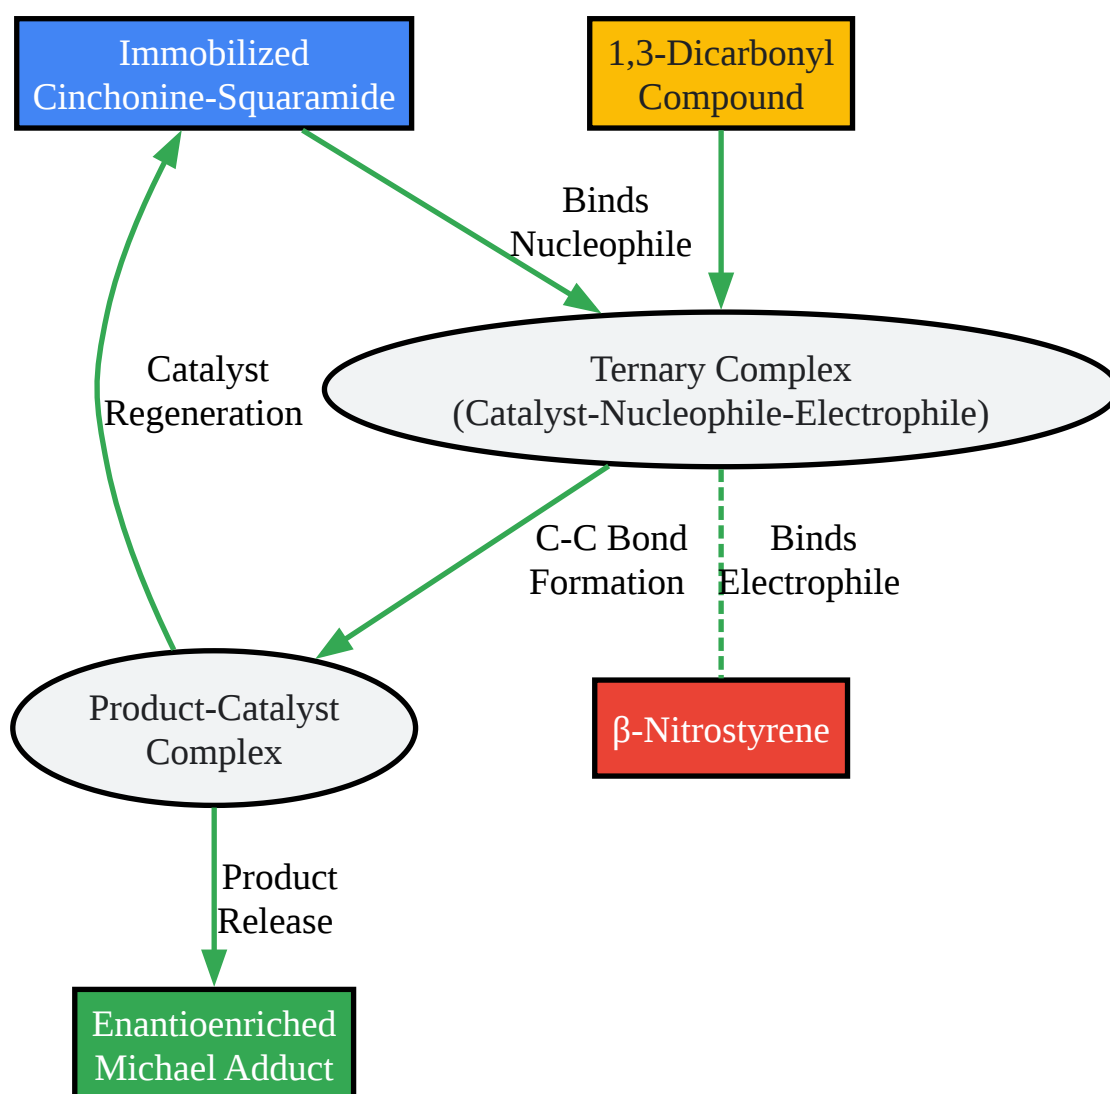 Immobilized
Cinchonine-Squaramide
1,3-Dicarbonyl
Compound
Binds
Nucleophile
Ternary Complex
(Catalyst-Nucleophile-Electrophile)
Catalyst
Regeneration
C-C Bond
Formation
Binds
Electrophile
Product-Catalyst
Complex
β-Nitrostyrene
Product
Release
Enantioenriched
Michael Adduct